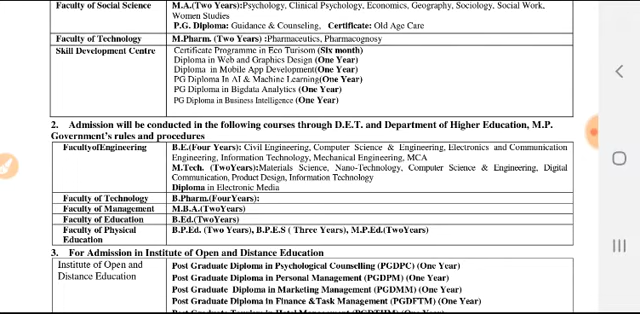 Faculty of Social Science M.A.(Two Years):Psychology, Clinical Psychology, Economics, Geography, Sociology, Social Work,
Women Studies
P.G. Diploma: Guidance & Counseling, Certificate: Old Age Care
Faculty of Technology M.Pharm. (Two Years) :Pharmaceutics, Pharmacognosy
Skill Development Centre Certificate Programme in Eco Turisom (Six month)
Diploma in Web and Graphics Design (One Year)
Diploma in Mobile App Development(One Year)
PG Diploma In AI & Machine Learning(One Year)
PG Diploma in Bigdata Analytics (One Year)
PG Diploma in Business Intelligence (One Year)
2. Admission will be conducted in the following courses through D.E.T. and Department of Higher Education, M.P.
Government's rules and procedures
FacultyofEngineering B.E.(Four Years): Civil Engineering, Computer Science & Engineering, Electronics and Communication
Engineering, Information Technology, Mechanical Engineering, MCA
M.Tech. (TwoYears):Materials Science, Nano-Technology, Computer Science & Engineering, Digital
Communication, Product Design, Information Technology
Diploma in Electronic Media
Faculty of Technology B.Pharm.(FourYears):
Faculty of Management M.B.A.(TwoYears)
Faculty of Education B.Ed.(TwoYears)
Faculty of Physical B.P.Ed. (Two Years), B.P.E.S ( Three Years), M.P.Ed.(TwoYears)
Education
3. For Admission in Institute of Open and Distance Education
Institute of Open and Post Graduate Diploma in Psychological Counselling (PGDPC) (One Year)
Distance Education Post Graduate Diploma in Personal Management (PGDPM) (One Year)
Post Graduate Diploma in Marketing Management (PGDMM) (One Year)
Post Graduate Diploma in Finance &Task Management (PGDFTM) (One Year)